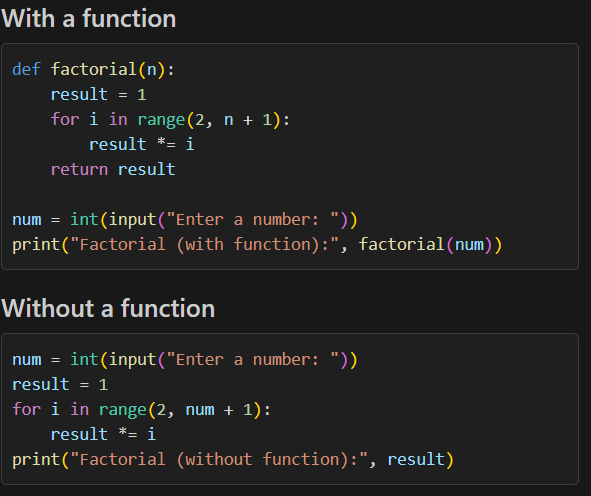 With a function
def factorial(n):
    result = 1
    for i in range(2, n + 1):
        result *= i
    return result

num = int(input("Enter a number: "))
print("Factorial (with function):", factorial(num))
Without a function
num = int(input("Enter a number: "))
result = 1
for i in range(2, num + 1):
    result *= i
print("Factorial (without function):", result)